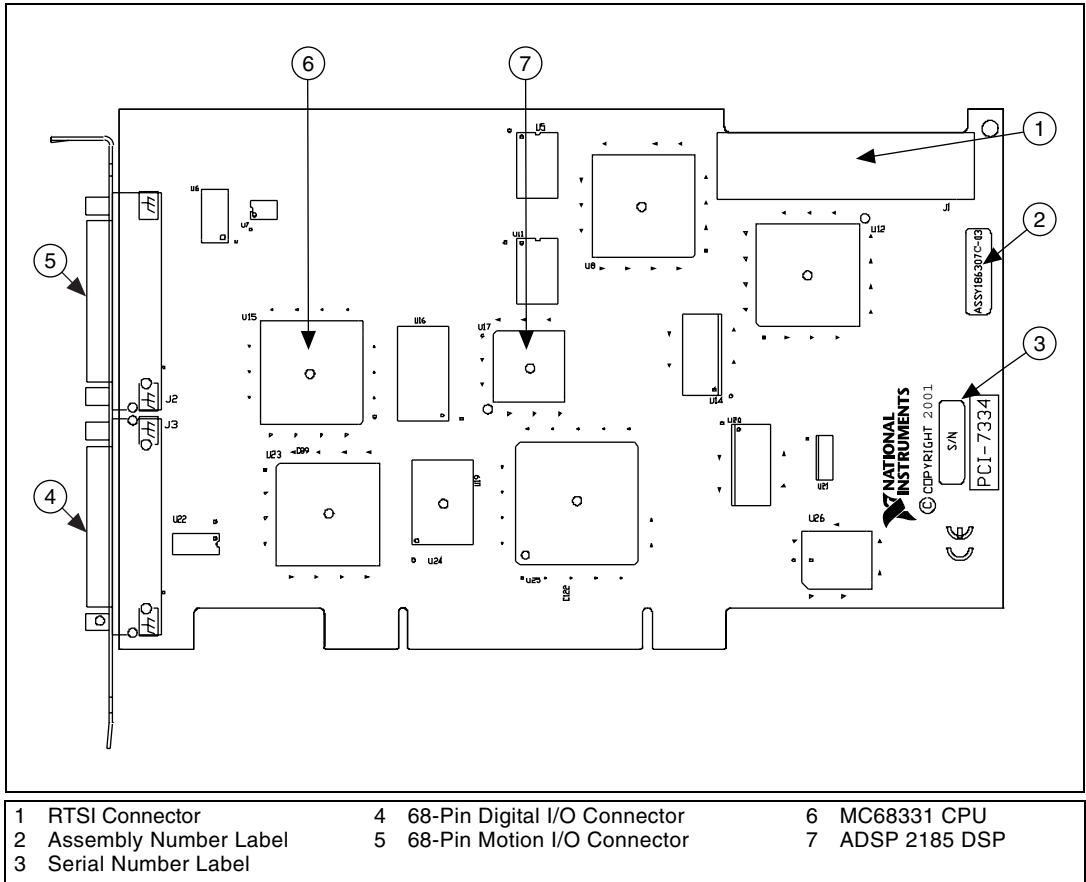 6
7
1
U5
U6
U7
J1
U12
2
ASSY186307C-03
U11
U8
5
U15
U16
U17
3
U14
J2
J3
NATIONAL
INSTRUMENTS
© COPYRIGHT 2001
S/N
PCI-7334
U20
U21
U23
U19
4
U22
U24
U25
U26
CE
1 RTSI Connector
2 Assembly Number Label
3 Serial Number Label
4 68-Pin Digital I/O Connector
5 68-Pin Motion I/O Connector
6 MC68331 CPU
7 ADSP 2185 DSP